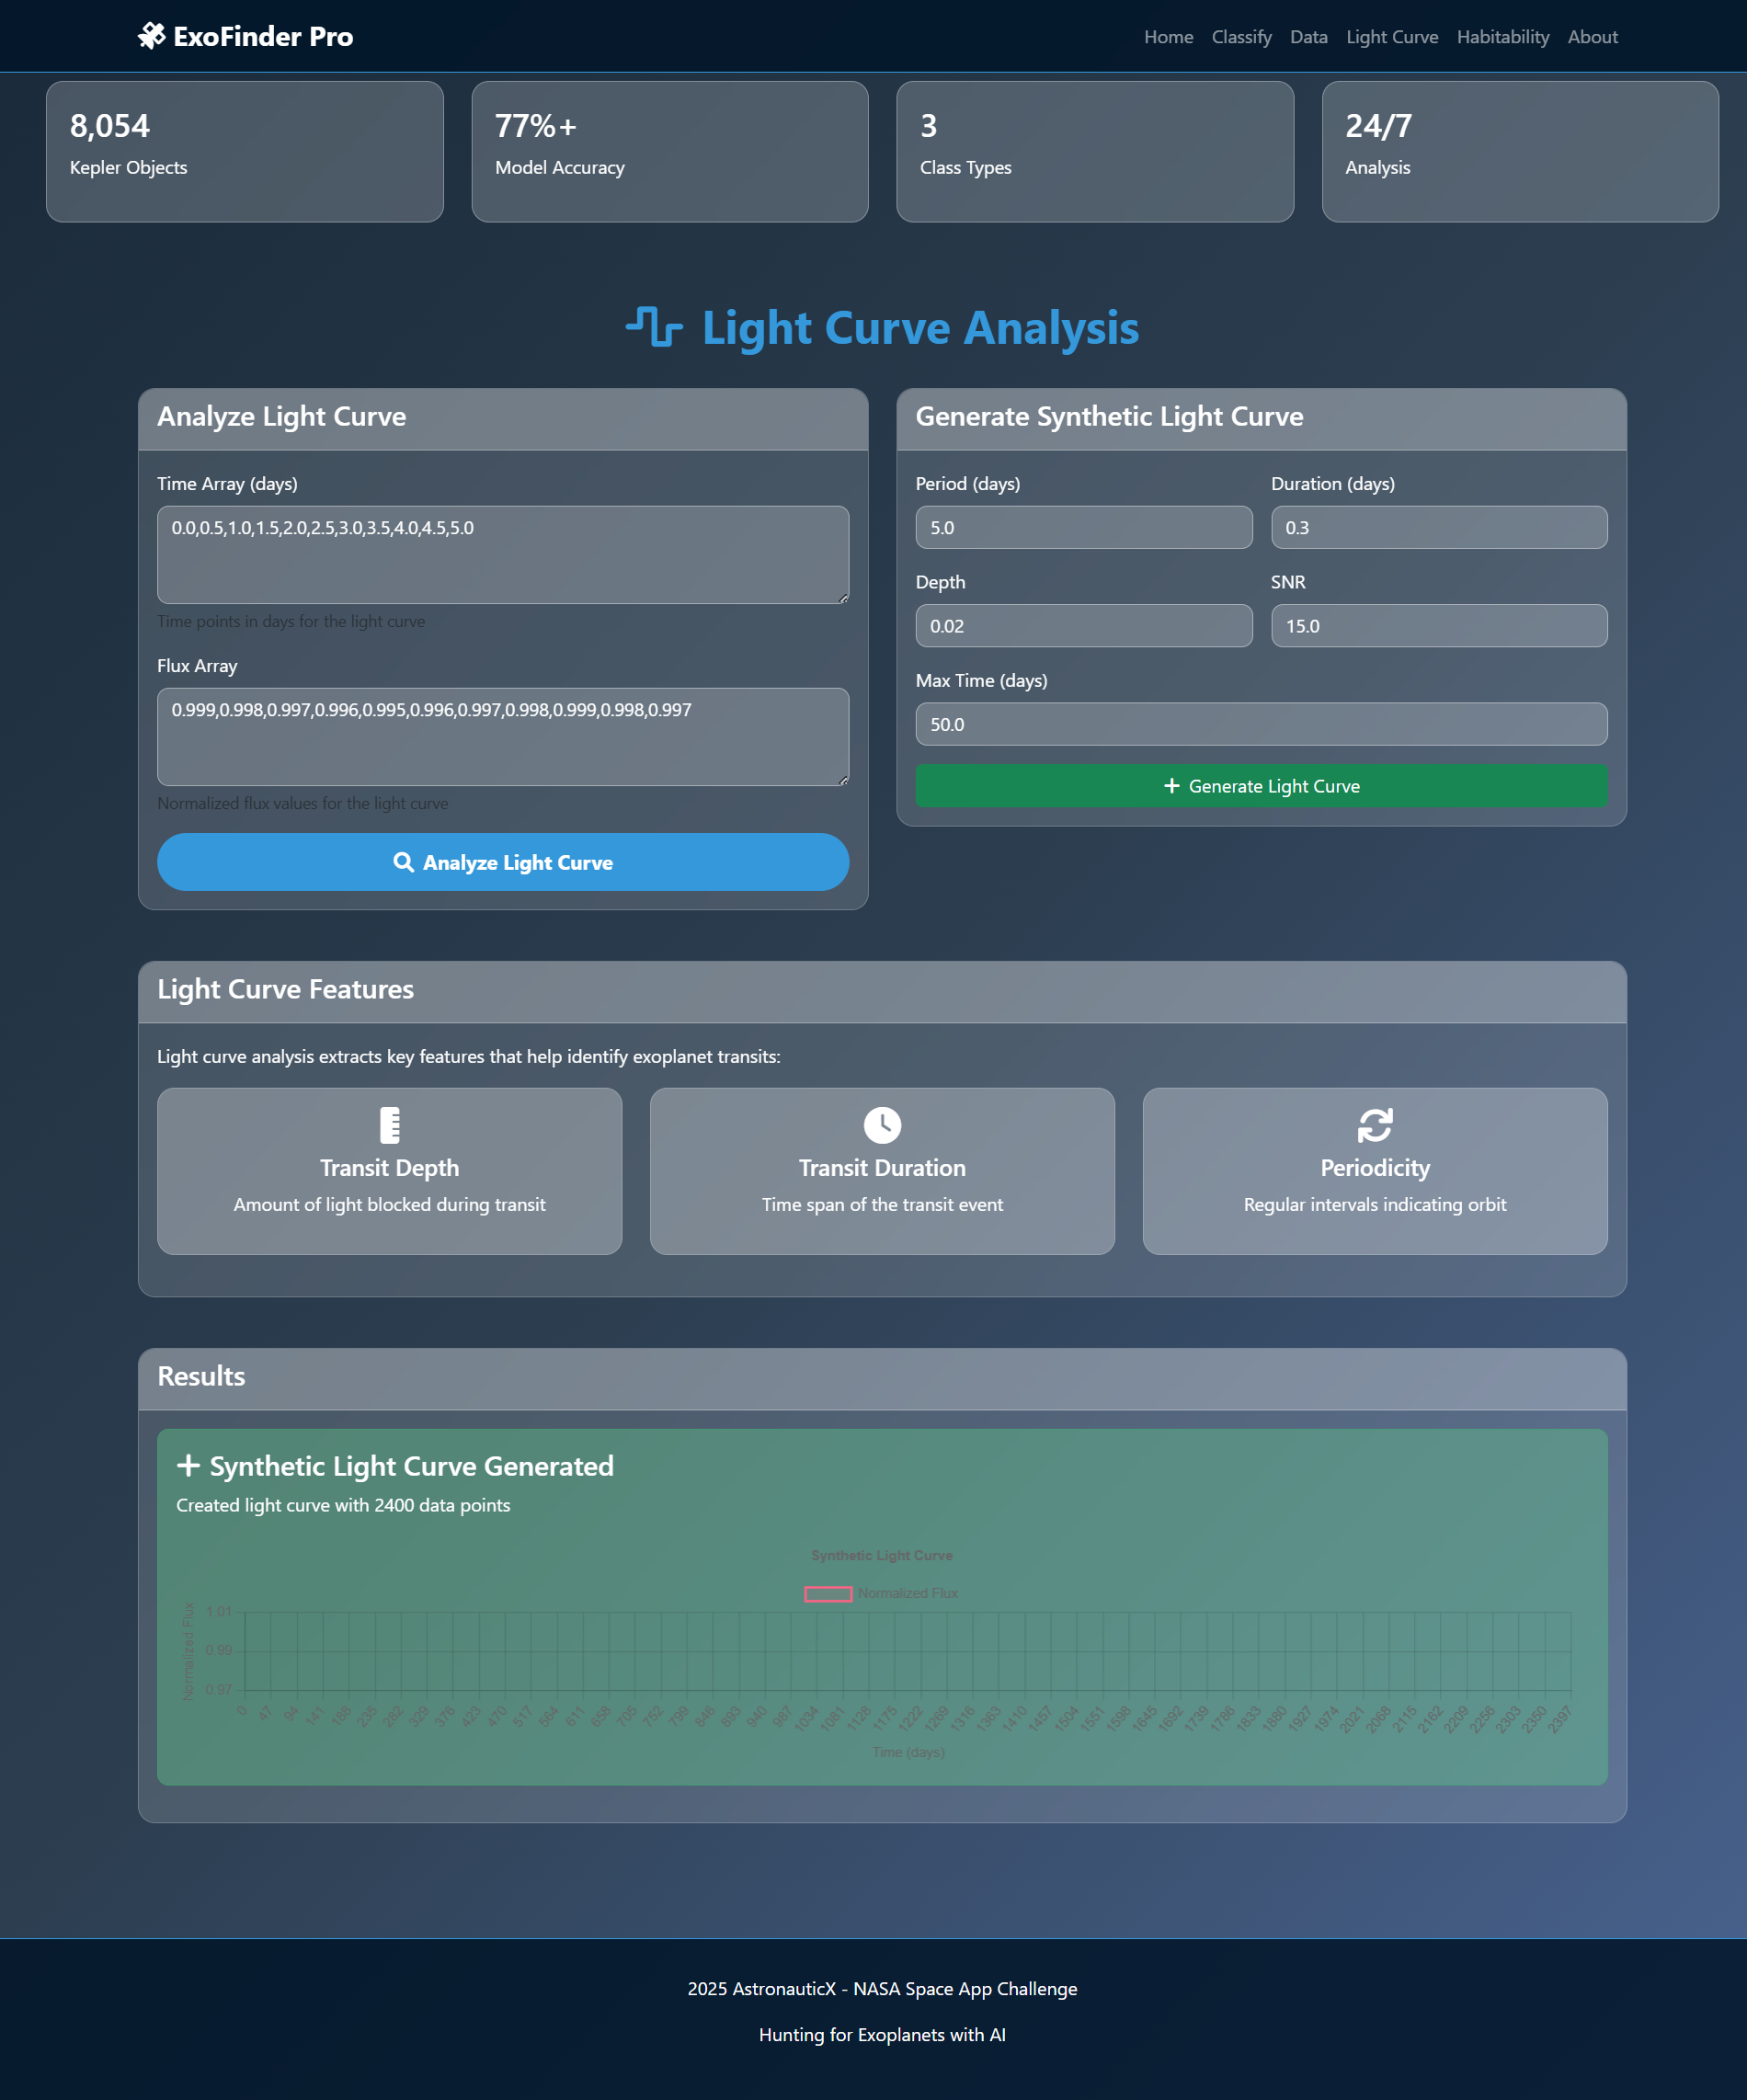 ExoFinder Pro
Home Classify Data Light Curve Habitability About
8,054
Kepler Objects
77%+
Model Accuracy
3
Class Types
24/7
Analysis
Light Curve Analysis
Analyze Light Curve
Time Array (days)
0.0,0.5,1.0,1.5,2.0,2.5,3.0,3.5,4.0,4.5,5.0
Time points in days for the light curve
Flux Array
0.999,0.998,0.997,0.996,0.995,0.996,0.997,0.998,0.999,0.998,0.997
Normalized flux values for the light curve
Analyze Light Curve
Generate Synthetic Light Curve
Period (days) Duration (days)
5.0 0.3
Depth SNR
0.02 15.0
Max Time (days)
50.0
Generate Light Curve
Light Curve Features
Light curve analysis extracts key features that help identify exoplanet transits:
Transit Depth
Amount of light blocked during transit
Transit Duration
Time span of the transit event
Periodicity
Regular intervals indicating orbit
Results
Synthetic Light Curve Generated
Created light curve with 2400 data points
Synthetic Light Curve
Normalized Flux
Normalized Flux
1.01
0.99
0.97
0 47 94 141 188 235 282 329 376 423 470 517 564 611 658 705 752 799 846 893 940 987 1034 1081 1128 1175 1222 1269 1316 1363 1410 1457 1504 1551 1598 1645 1692 1739 1786 1833 1880 1927 1974 2021 2068 2115 2162 2209 2256 2303 2350 2397
Time (days)
2025 AstronauticX - NASA Space App Challenge
Hunting for Exoplanets with AI